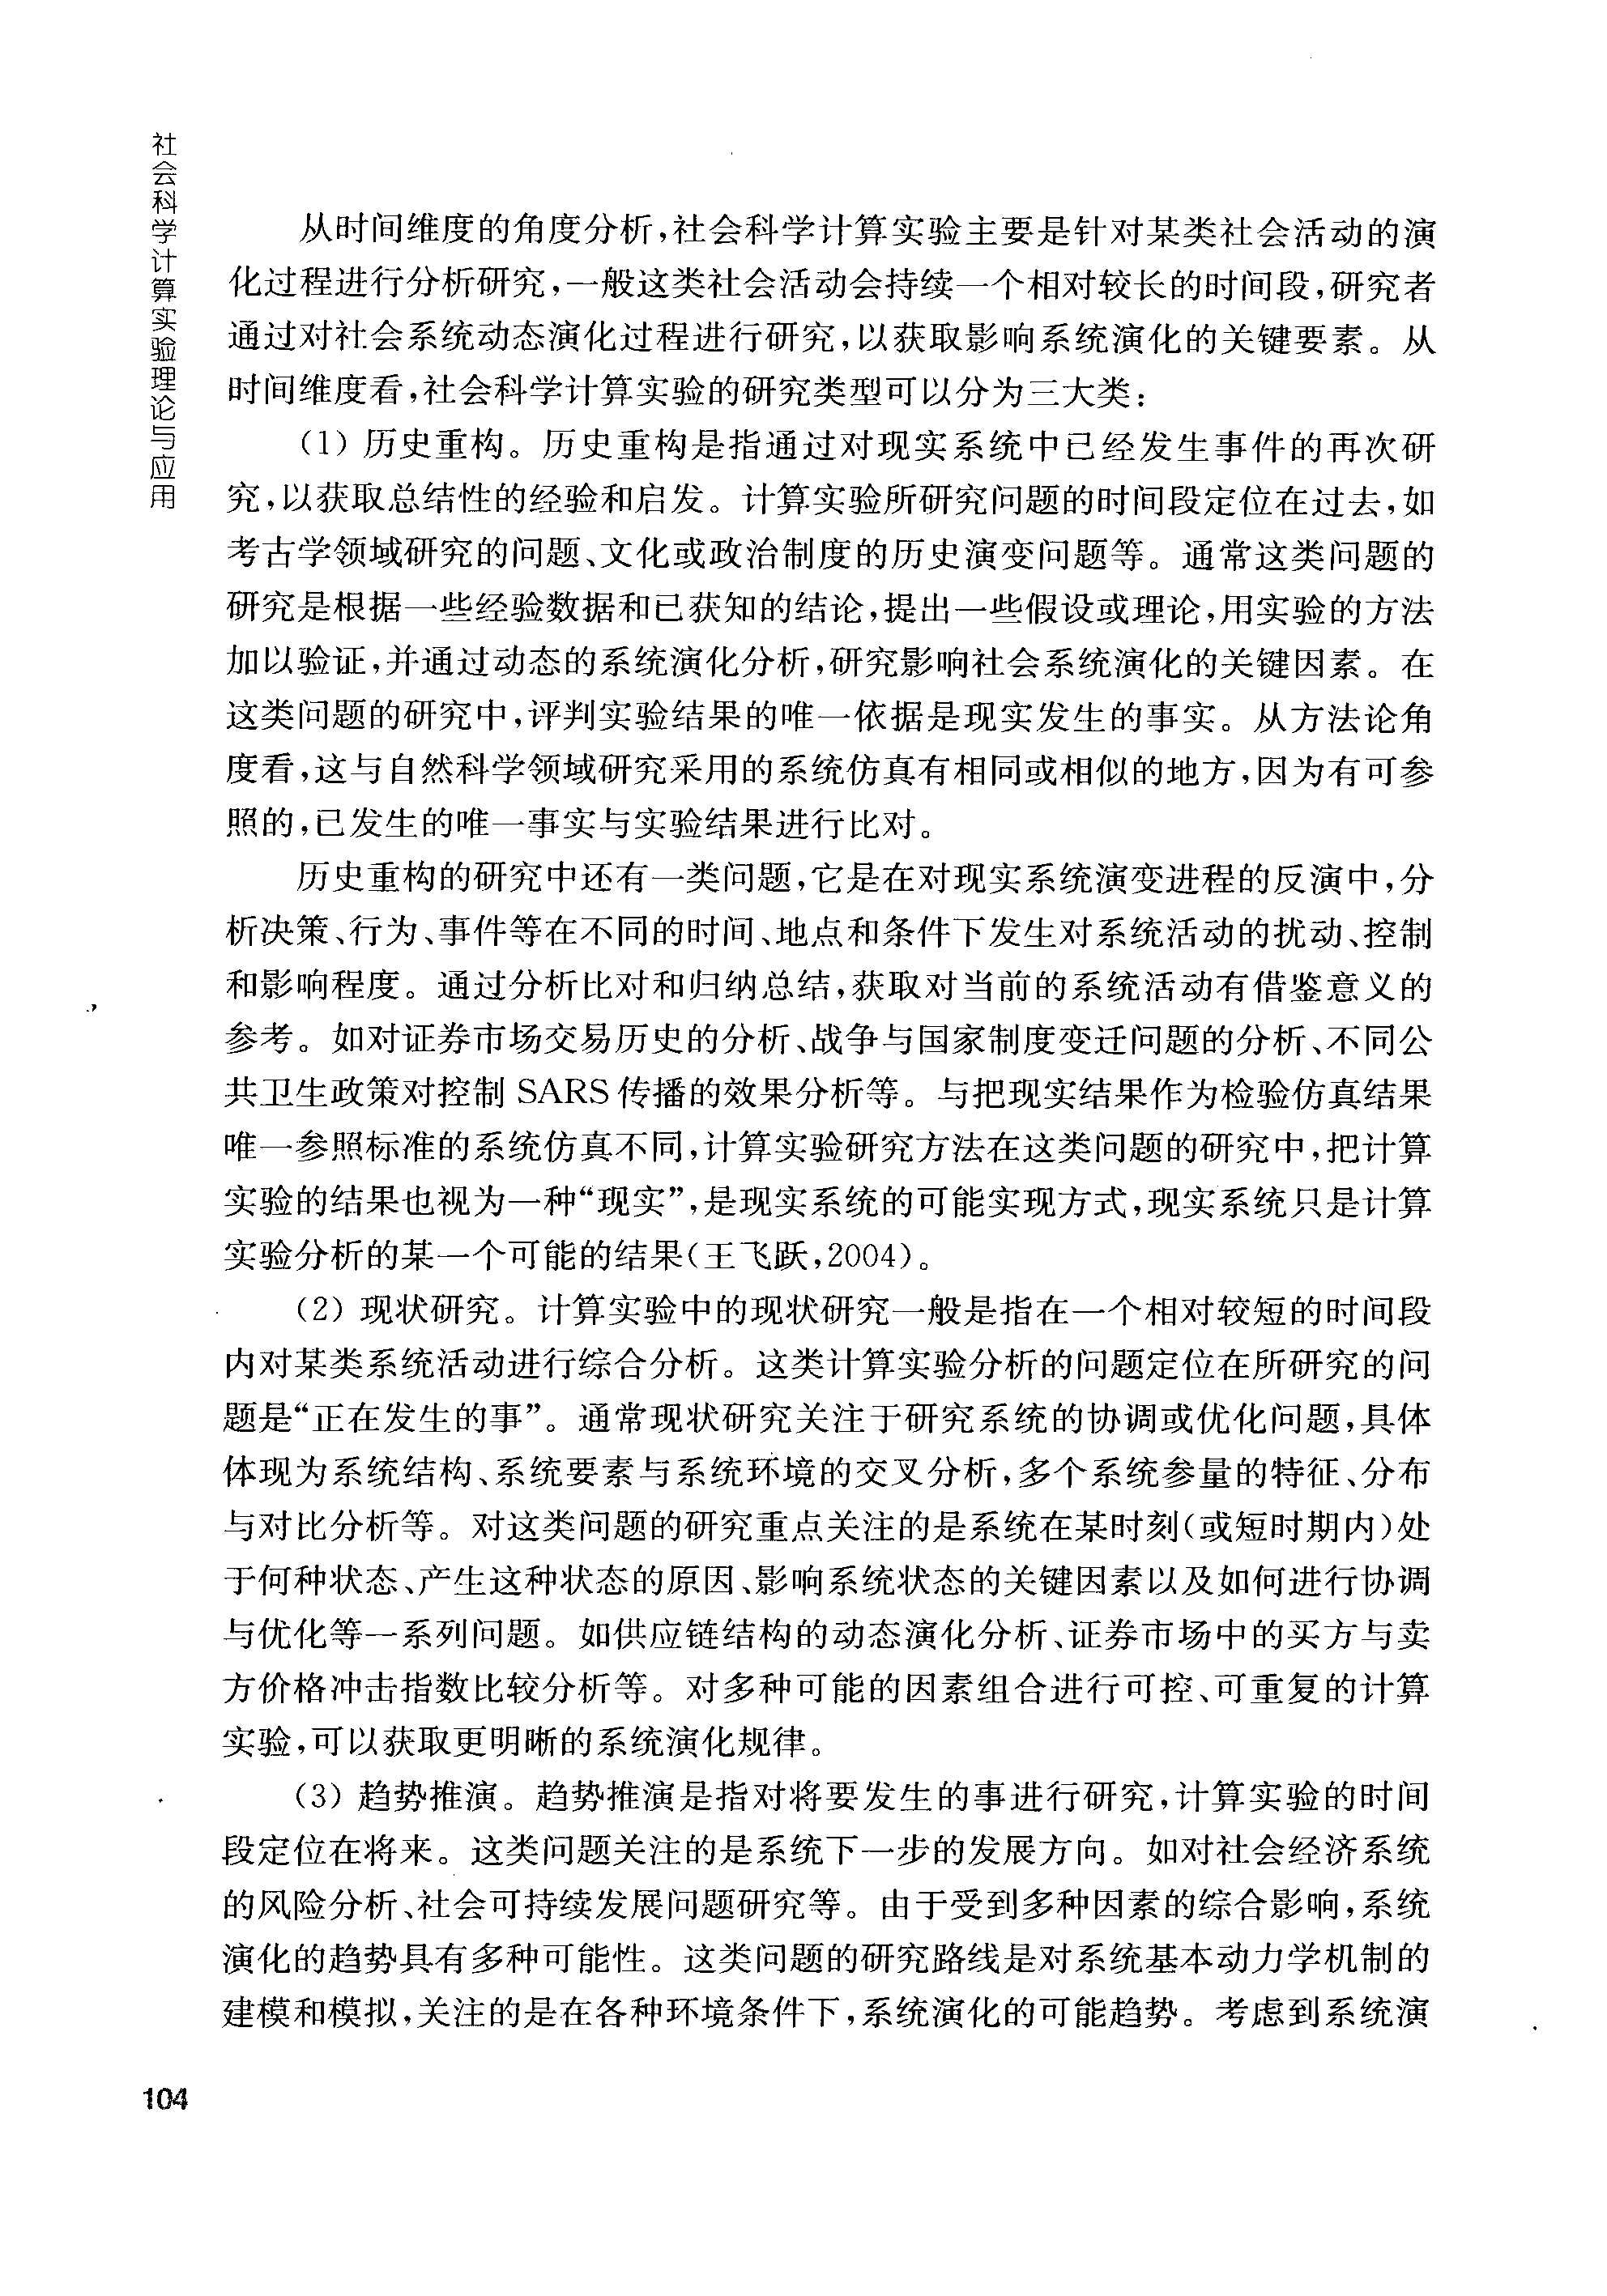 社会科学计算实验理论与应用
从时间维度的角度分析,社会科学计算实验主要是针对某类社会活动的演
化过程进行分析研究,一般这类社会活动会持续一个相对较长的时间段,研究者
通过对社会系统动态演化过程进行研究,以获取影响系统演化的关键要素。从
时间维度看,社会科学计算实验的研究类型可以分为三大类:
(1) 历史重构。历史重构是指通过对现实系统中已经发生事件的再次研
究,以获取总结性的经验和启发。计算实验所研究问题的时间段定位在过去,如
考古学领域研究的问题、文化或政治制度的历史演变问题等。通常这类问题的
研究是根据一些经验数据和已获知的结论,提出一些假设或理论,用实验的方法
加以验证,并通过动态的系统演化分析,研究影响社会系统演化的关键因素。在
这类问题的研究中,评判实验结果的唯一依据是现实发生的事实。从方法论角
度看,这与自然科学领域研究采用的系统仿真有相同或相似的地方,因为有可参
照的,已发生的唯一事实与实验结果进行比对。
历史重构的研究中还有一类问题,它是在对现实系统演变进程的反演中,分
析决策、行为、事件等在不同的时间、地点和条件下发生对系统活动的扰动、控制
和影响程度。通过分析比对和归纳总结,获取对当前的系统活动有借鉴意义的
参考。如对证券市场交易历史的分析、战争与国家制度变迁问题的分析、不同公
共卫生政策对控制 SARS 传播的效果分析等。与把现实结果作为检验仿真结果
唯一参照标准的系统仿真不同,计算实验研究方法在这类问题的研究中,把计算
实验的结果也视为一种“现实”,是现实系统的可能实现方式,现实系统只是计算
实验分析的某一个可能的结果(王飞跃,2004)。
(2) 现状研究。计算实验中的现状研究一般是指在一个相对较短的时间段
内对某类系统活动进行综合分析。这类计算实验分析的问题定位在所研究的问
题是“正在发生的事”。通常现状研究关注于研究系统的协调或优化问题,具体
体现为系统结构、系统要素与系统环境的交叉分析,多个系统参量的特征、分布
与对比分析等。对这类问题的研究重点关注的是系统在某时刻(或短时期内)处
于何种状态、产生这种状态的原因、影响系统状态的关键因素以及如何进行协调
与优化等一系列问题。如供应链结构的动态演化分析、证券市场中的买方与卖
方价格冲击指数比较分析等。对多种可能的因素组合进行可控、可重复的计算
实验,可以获取更明晰的系统演化规律。
(3) 趋势推演。趋势推演是指对将要发生的事进行研究,计算实验的时间
段定位在将来。这类问题关注的是系统下一步的发展方向。如对社会经济系统
的风险分析、社会可持续发展问题研究等。由于受到多种因素的综合影响,系统
演化的趋势具有多种可能性。这类问题的研究路线是对系统基本动力学机制的
建模和模拟,关注的是在各种环境条件下,系统演化的可能趋势。考虑到系统演
104